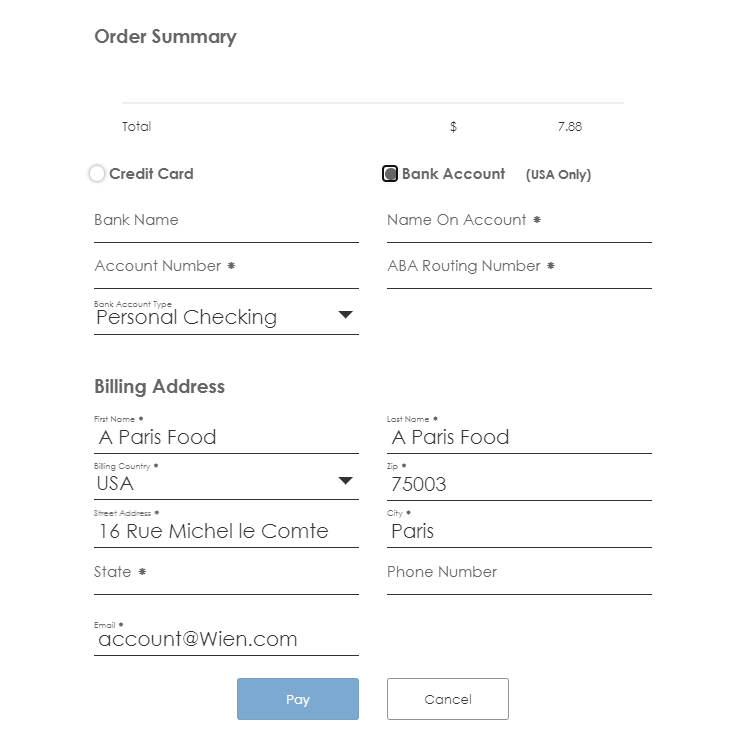 Order Summary
Total $ 7.88
Credit Card Bank Account (USA Only)
Bank Name Name On Account *
Account Number * ABA Routing Number *
Bank Account Type
Personal Checking
Billing Address
First Name * Last Name *
A Paris Food A Paris Food
Billing Country * Zip *
USA 75003
Street Address * City *
16 Rue Michel le Comte Paris
State * Phone Number
Email *
account@Wien.com
Pay Cancel